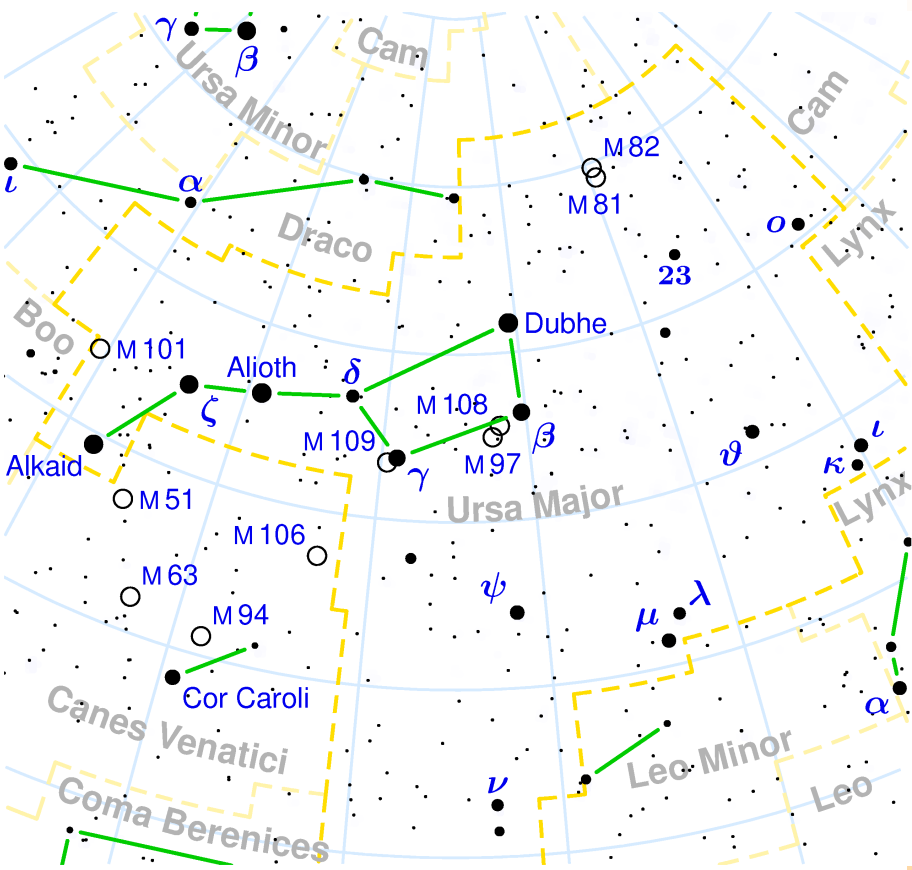 γ
β
Cam
Ursa Minor
Cam
M 82
M 81
ι
α
Draco
ο
Lynx
23
Boo
M 101
Alioth
δ
Dubhe
ζ
M 108
M 109
β
Alkaid
γ
M 97
ϑ
ι
κ
M 51
Ursa Major
Lynx
M 106
M 63
ψ
λ
μ
M 94
Cor Caroli
α
Canes Venatici
Leo Minor
ν
Leo
Coma Berenices